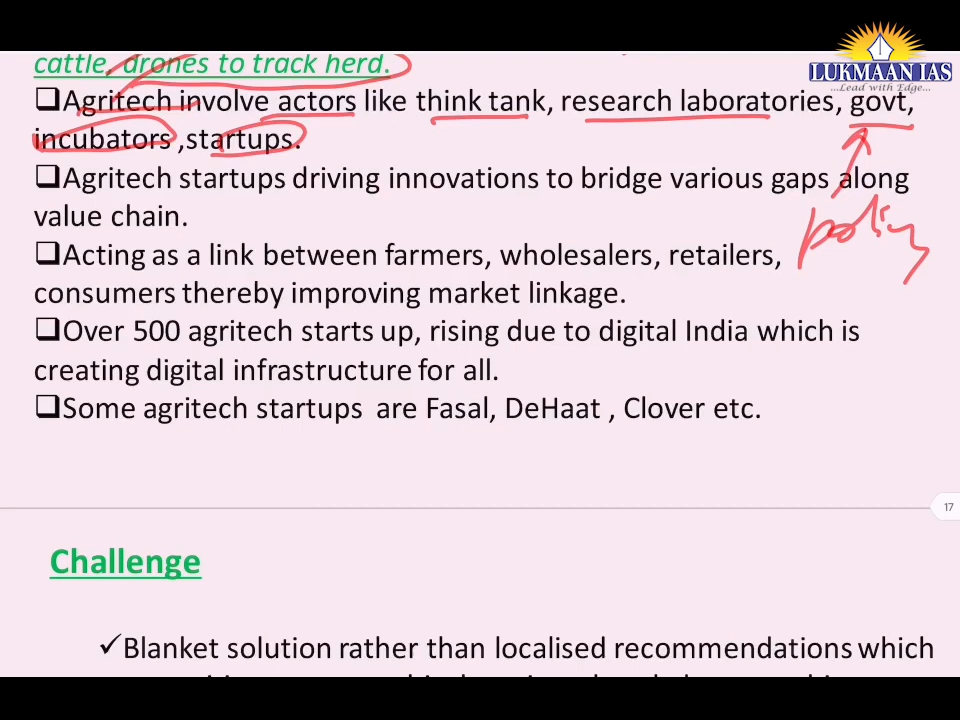 LUKMAAN IAS
...Lead with Edge...
cattle, drones to track herd.
❑Agritech involve actors like think tank, research laboratories, govt,
incubators ,startups.
policy
❑Agritech startups driving innovations to bridge various gaps along
value chain.
❑Acting as a link between farmers, wholesalers, retailers,
consumers thereby improving market linkage.
❑Over 500 agritech starts up, rising due to digital India which is
creating digital infrastructure for all.
❑Some agritech startups are Fasal, DeHaat , Clover etc.
17
Challenge
✓Blanket solution rather than localised recommendations which